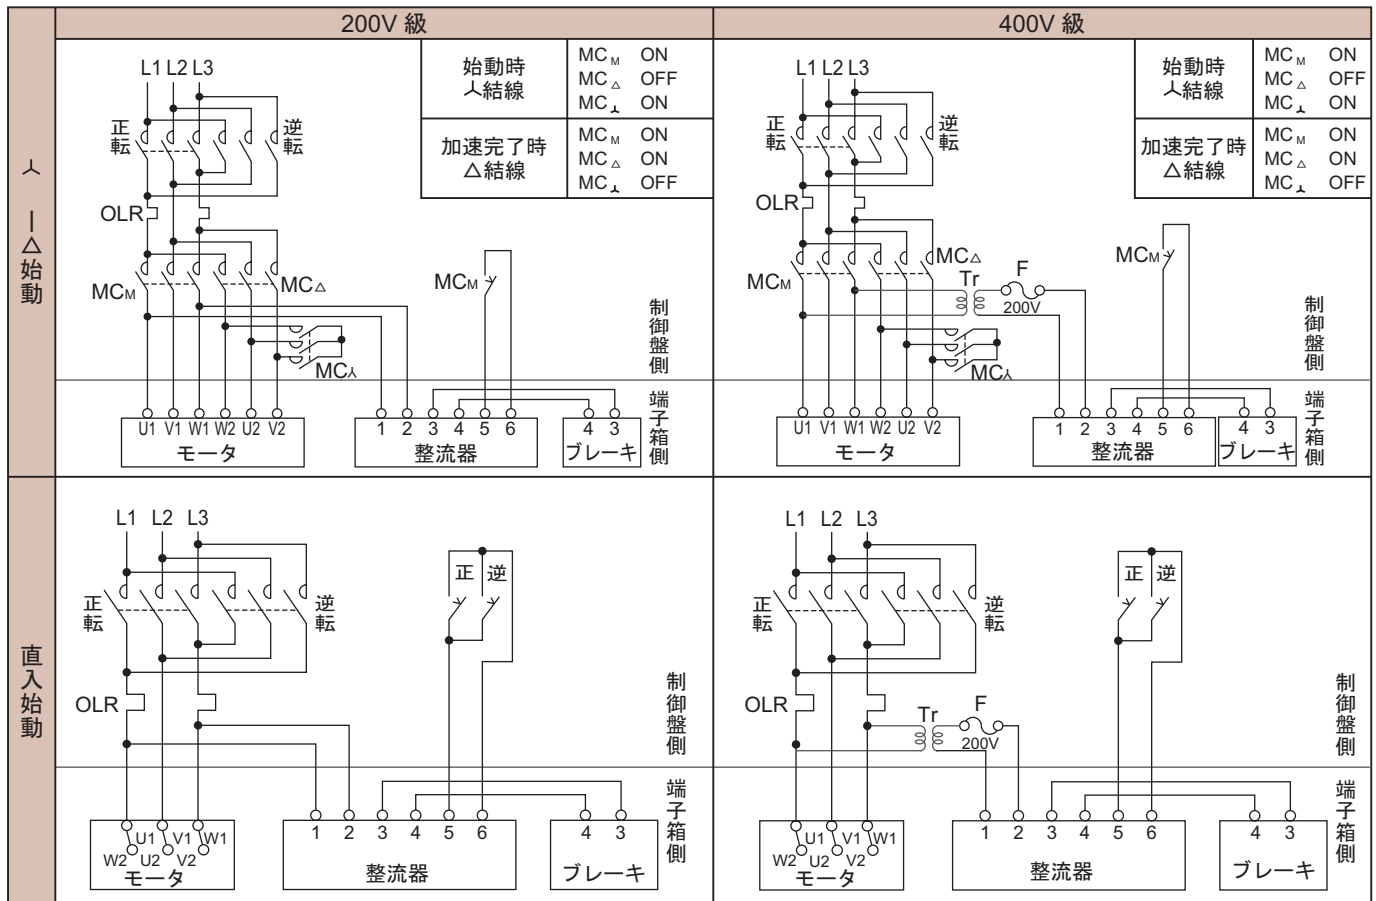 200V 級
400V 級
人 ー△始動
L1 L2 L3
正転
逆転
OLR
MCM
MC△
MC人
MCM
始動時
人結線
MCM ON
MC△ OFF
MC人 ON
加速完了時
△結線
MCM ON
MC△ ON
MC人 OFF
制御盤側
端子箱側
U1 V1 W1 W2 U2 V2
モータ
1 2 3 4 5 6
整流器
4 3
ブレーキ
L1 L2 L3
正転
逆転
OLR
MCM
MC△
Tr
F
200V
MC人
MCM
始動時
人結線
MCM ON
MC△ OFF
MC人 ON
加速完了時
△結線
MCM ON
MC△ ON
MC人 OFF
制御盤側
端子箱側
U1 V1 W1 W2 U2 V2
モータ
1 2 3 4 5 6
整流器
4 3
ブレーキ
直入始動
L1 L2 L3
正転
逆転
正 逆
OLR
制御盤側
端子箱側
U1 V1 W1
W2 U2 V2
モータ
1 2 3 4 5 6
整流器
4 3
ブレーキ
L1 L2 L3
正転
逆転
正 逆
OLR
Tr
F
200V
制御盤側
端子箱側
U1 V1 W1
W2 U2 V2
モータ
1 2 3 4 5 6
整流器
4 3
ブレーキ